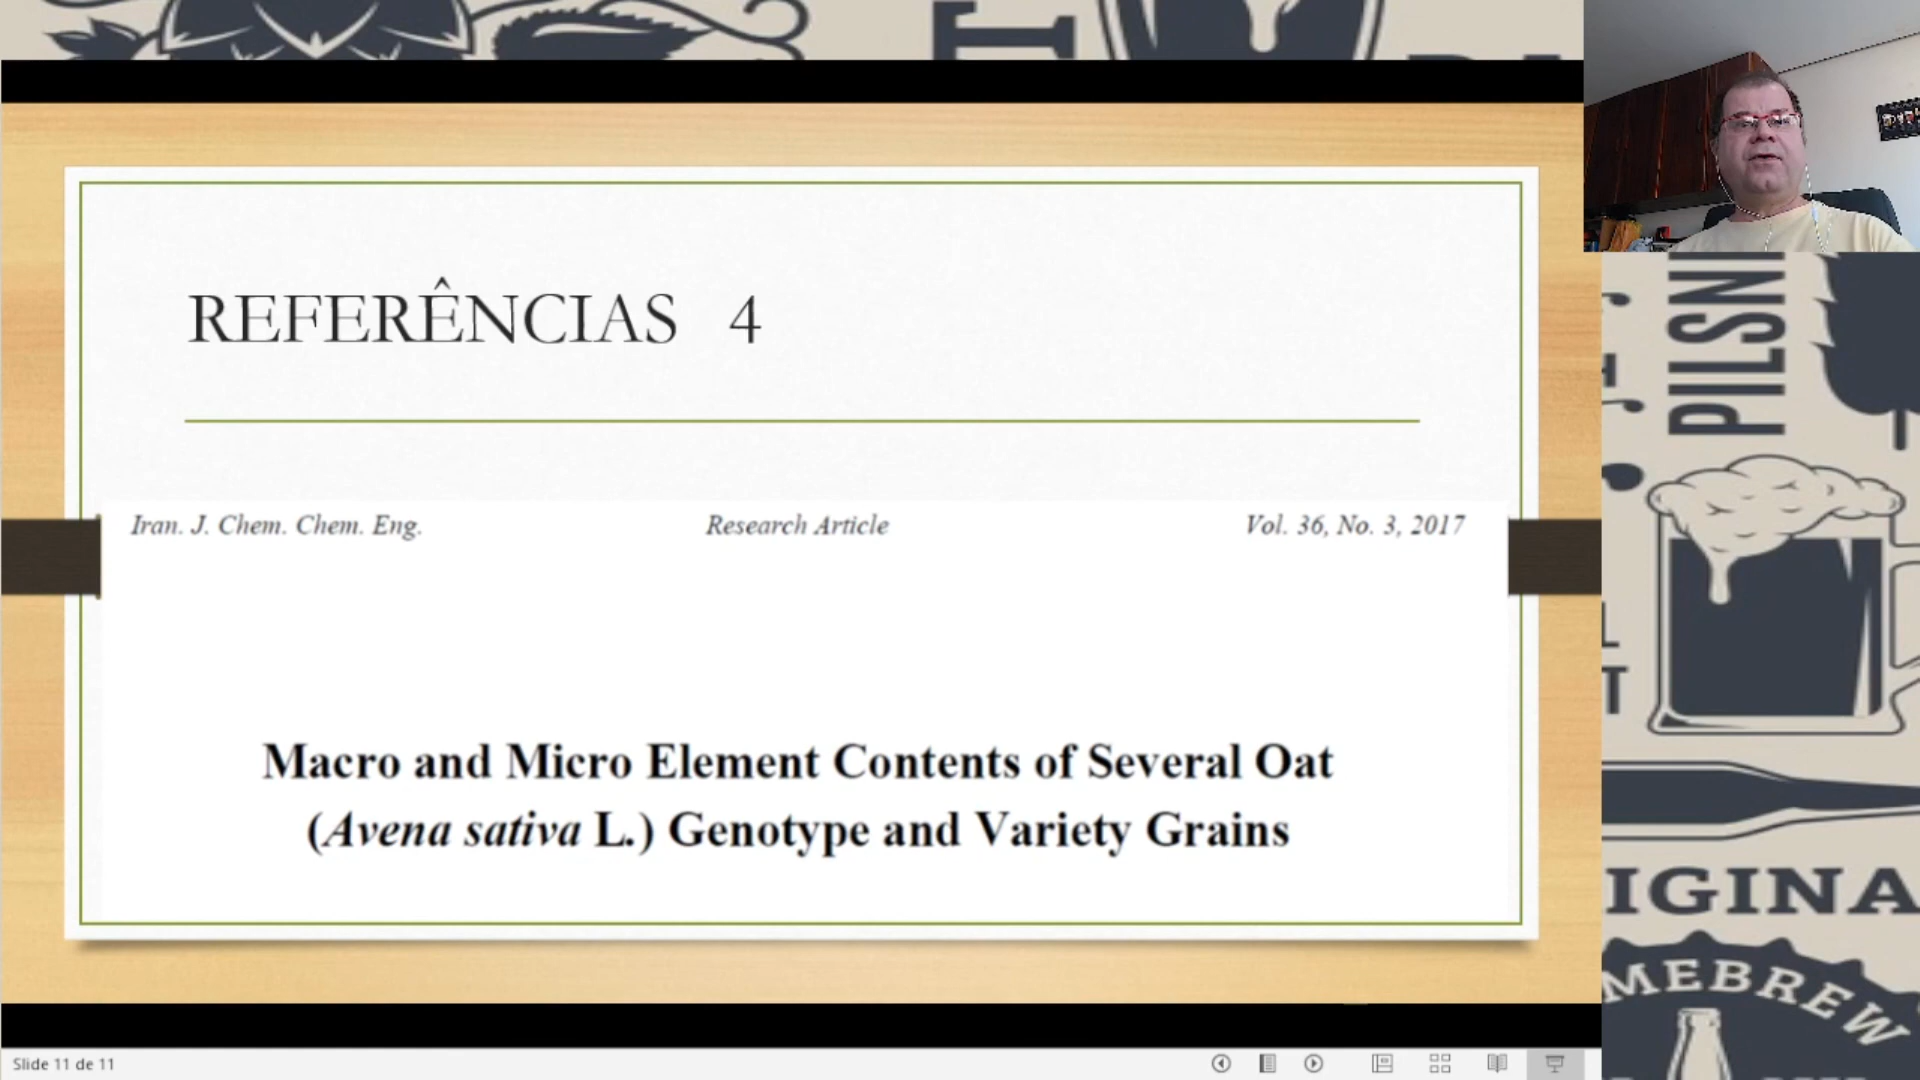 REFERÊNCIAS 4
Iran. J. Chem. Chem. Eng. Research Article Vol. 36, No. 3, 2017
Macro and Micro Element Contents of Several Oat
(Avena sativa L.) Genotype and Variety Grains
Slide 11 de 11
PILSN
IGINA
MEBREW